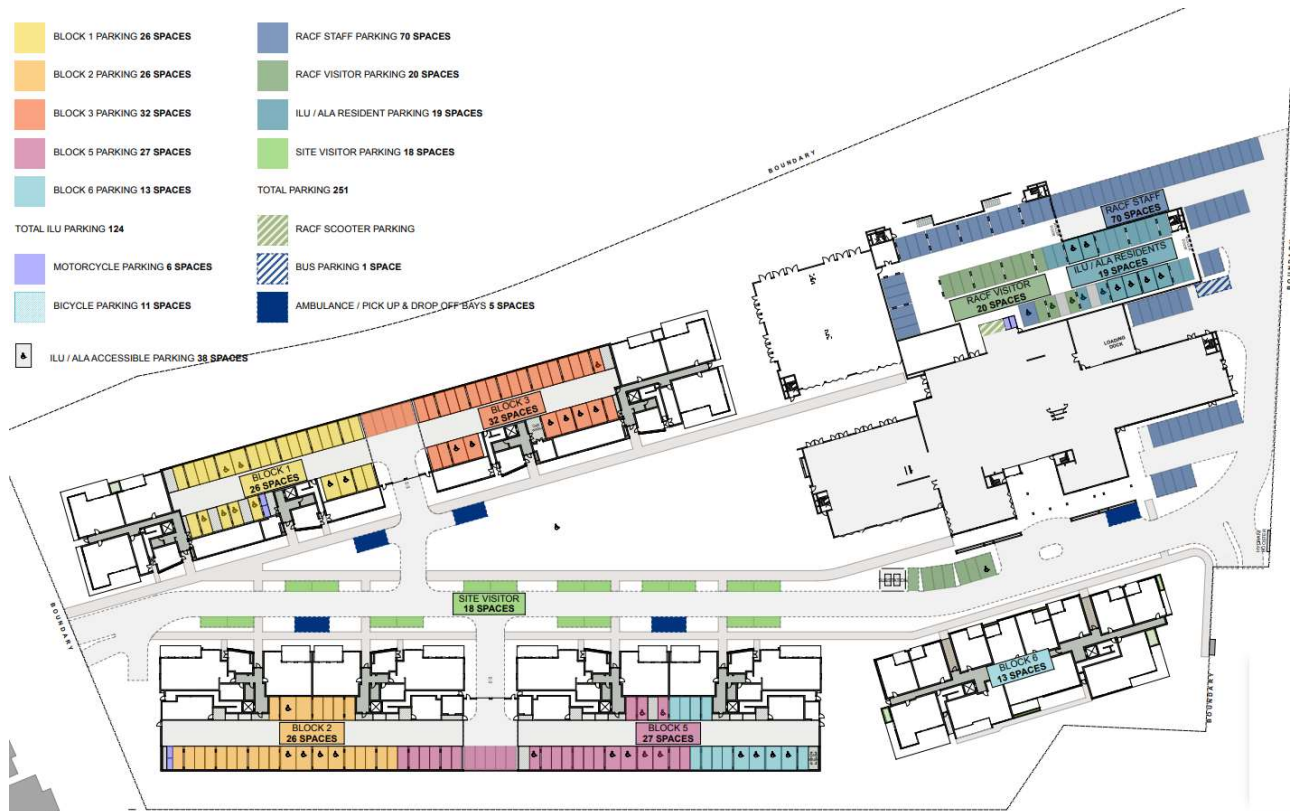 BLOCK 1 PARKING 26 SPACES
BLOCK 2 PARKING 26 SPACES
BLOCK 3 PARKING 32 SPACES
BLOCK 5 PARKING 27 SPACES
BLOCK 6 PARKING 13 SPACES
TOTAL ILU PARKING 124
MOTORCYCLE PARKING 6 SPACES
BICYCLE PARKING 11 SPACES
ILU / ALA ACCESSIBLE PARKING 38 SPACES
RACF STAFF PARKING 70 SPACES
RACF VISITOR PARKING 20 SPACES
ILU / ALA RESIDENT PARKING 19 SPACES
SITE VISITOR PARKING 18 SPACES
TOTAL PARKING 251
RACF SCOOTER PARKING
BUS PARKING 1 SPACE
AMBULANCE / PICK UP & DROP OFF BAYS 5 SPACES
BOUNDARY
RACF STAFF
70 SPACES
ILU / ALA RESIDENTS
19 SPACES
RACF VISITOR
20 SPACES
BOUNDARY
LOADING
DOCK
BLOCK 3
32 SPACES
BLOCK 1
26 SPACES
SITE VISITOR
18 SPACES
BOUNDARY
BLOCK 6
13 SPACES
BOUNDARY
BLOCK 2
26 SPACES
BLOCK 5
27 SPACES